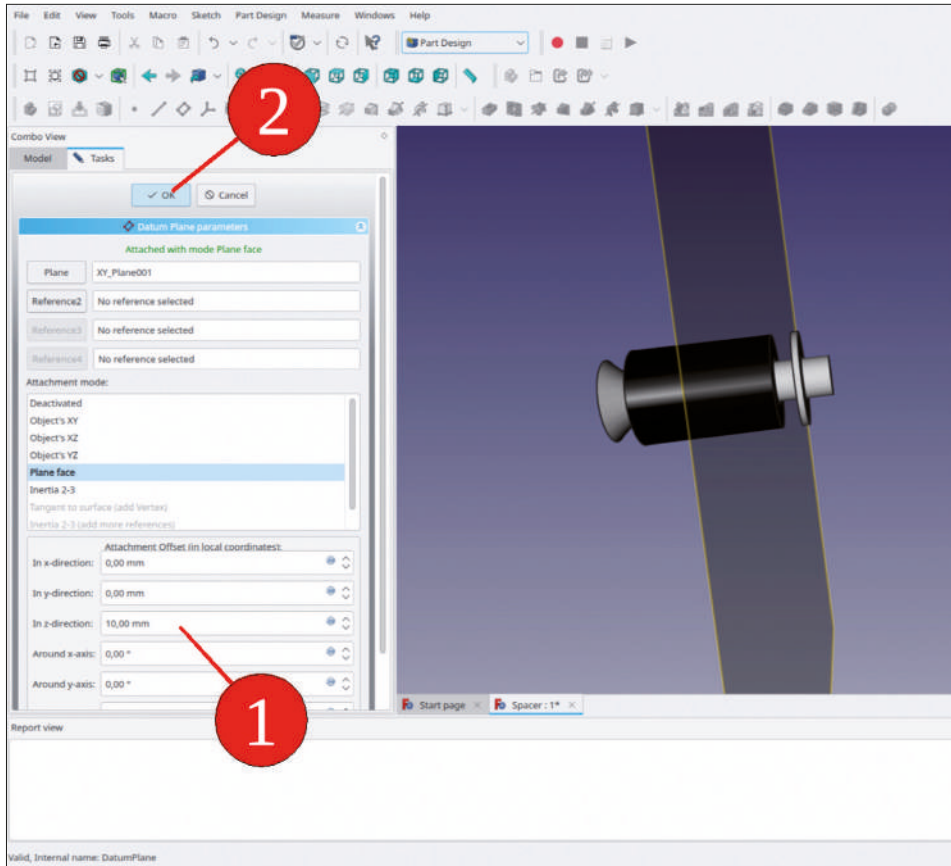 File Edit View Tools Macro Sketch Part Design Measure Windows Help
Part Design
2
Combo View
Model Tasks
OK Cancel
Datum Plane parameters
Attached with mode Plane face
Plane XY_Plane001
Reference2 No reference selected
Reference3 No reference selected
Reference4 No reference selected
Attachment mode:
Deactivated
Object's XY
Object's XZ
Object's YZ
Plane face
Inertia 2-3
Tangent to surface (add Vertex)
Inertia 2-3 (add more references)
Attachment Offset (in local coordinates):
In x-direction: 0,00 mm
In y-direction: 0,00 mm
In z-direction: 10,00 mm
Around x-axis: 0,00 °
Around y-axis: 0,00 °
1
Start page Spacer : 1*
Report view
Valid, Internal name: DatumPlane